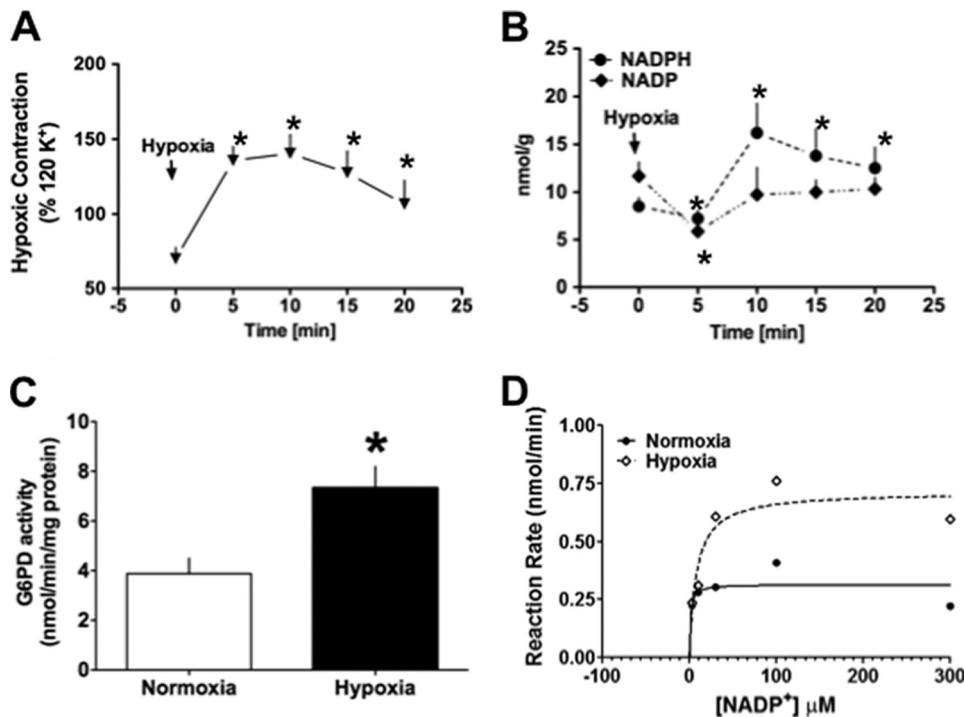 A
Hypoxic Contraction
(% 120 K⁺)
200
150
100
50
Hypoxia
*
*
*
*
-5 0 5 10 15 20 25
Time [min]
B
nmol/g
25
20
15
10
5
0
NADPH
NADP
Hypoxia
*
*
*
*
*
-5 0 5 10 15 20 25
Time [min]
C
G6PD activity
(nmol/min/mg protein)
10
8
6
4
2
0
*
Normoxia Hypoxia
D
Reaction Rate (nmol/min)
1.00
0.75
0.50
0.25
0.00
Normoxia
Hypoxia
-100 0 100 200 300
[NADP⁺] μM